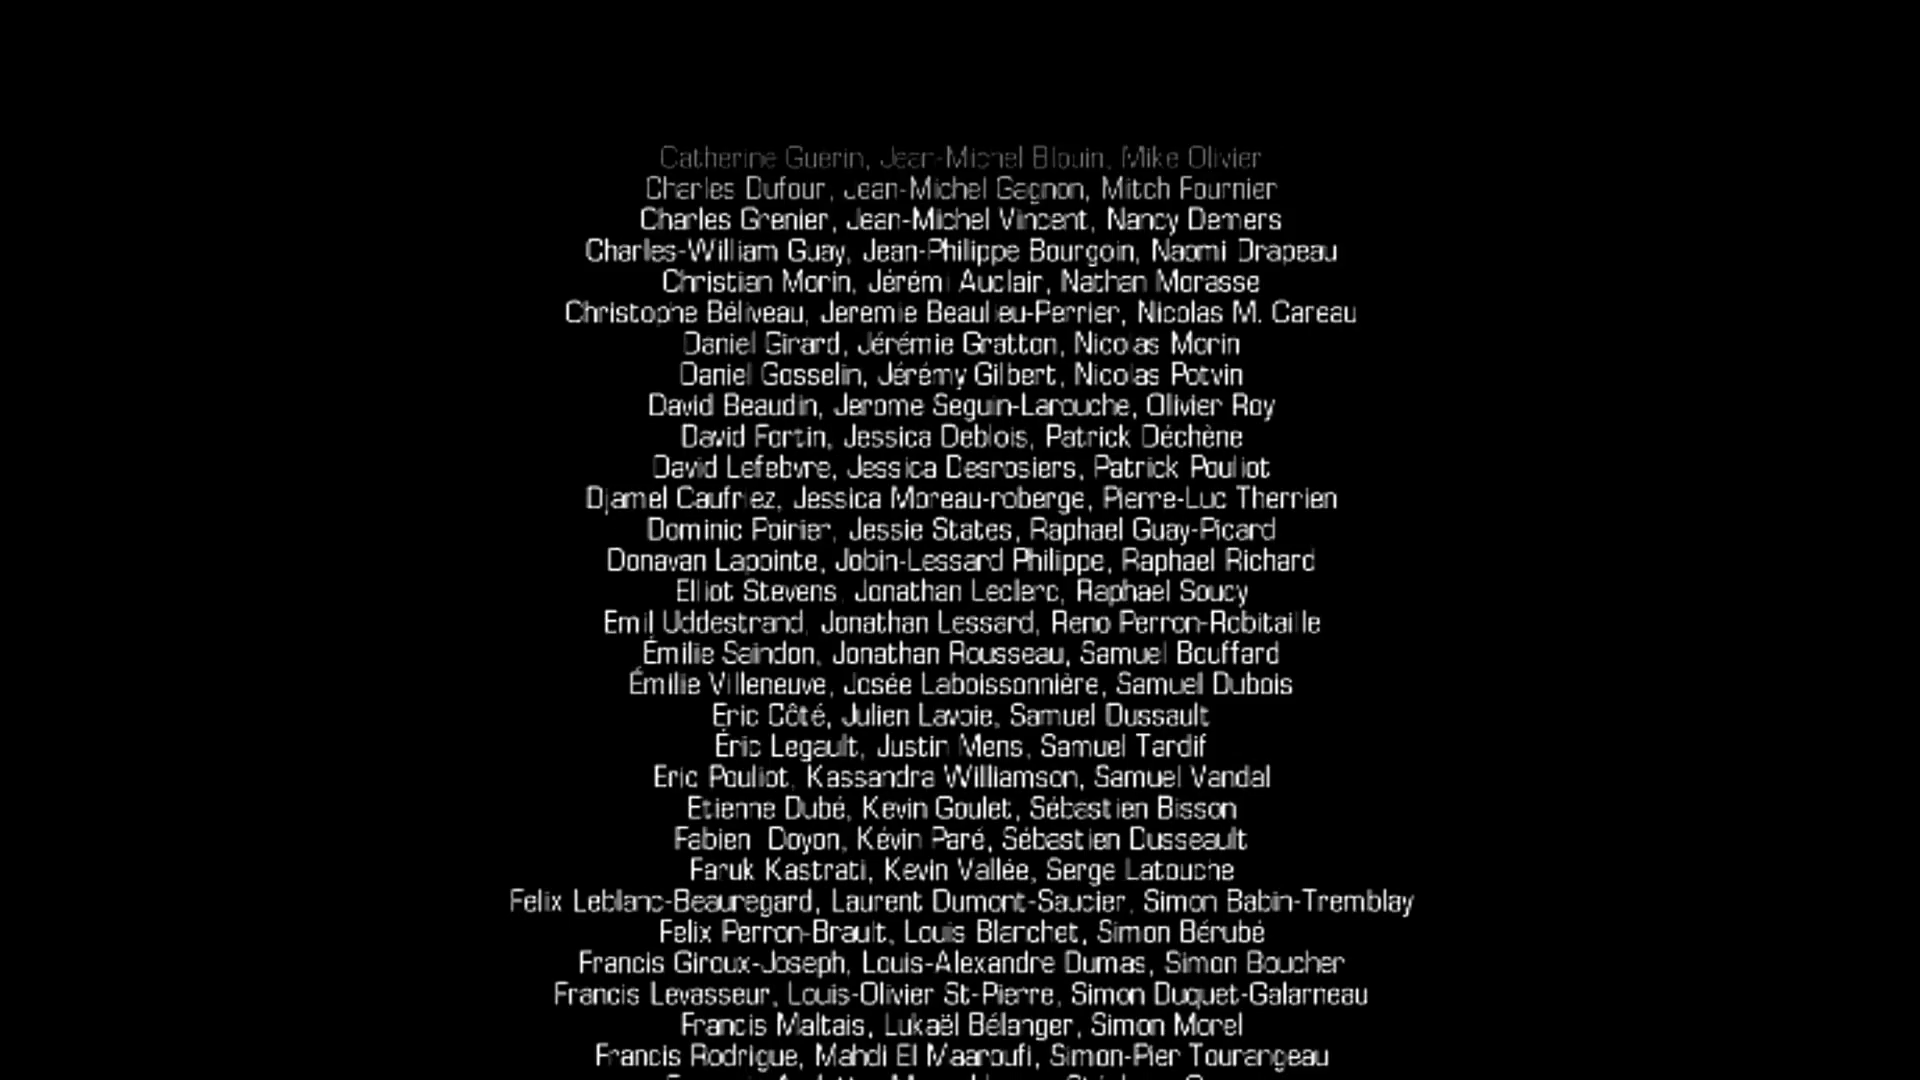 Catherine Guérin, Jean-Michel Blouin, Mike Olivier
Charles Dufour, Jean-Michel Gagnon, Mitch Fournier
Charles Grenier, Jean-Michel Vincent, Nancy Demers
Charles-William Guay, Jean-Philippe Bourgoin, Naomi Drapeau
Christian Morin, Jérémi Auclair, Nathan Morasse
Christophe Béliveau, Jeremie Beaulieu-Perrier, Nicolas M. Careau
Daniel Girard, Jérémie Gratton, Nicolas Morin
Daniel Gosselin, Jérémy Gilbert, Nicolas Potvin
David Beaudin, Jerome Seguin-Larouche, Olivier Roy
David Fortin, Jessica Deblois, Patrick Déchène
David Lefebvre, Jessica Desrosiers, Patrick Pouliot
Djamel Caufriez, Jessica Moreau-roberge, Pierre-Luc Therrien
Dominic Poirier, Jessie States, Raphael Guay-Picard
Donavan Lapointe, Jobin-Lessard Philippe, Raphael Richard
Elliot Stevens, Jonathan Leclerc, Raphael Soucy
Emil Uddestrand, Jonathan Lessard, Reno Perron-Robitaille
Émilie Saindon, Jonathan Rousseau, Samuel Bouffard
Émilie Villeneuve, Josée Laboissonnière, Samuel Dubois
Eric Côté, Julien Lavoie, Samuel Dussault
Éric Legault, Justin Mens, Samuel Tardif
Eric Pouliot, Kassandra Williamson, Samuel Vandal
Etienne Dubé, Kevin Goulet, Sébastien Bisson
Fabien  Doyon, Kévin Paré, Sébastien Dusseault
Faruk Kastrati, Kevin Vallée, Serge Latouche
Felix Leblanc-Beauregard, Laurent Dumont-Saucier, Simon Babin-Tremblay
Felix Perron-Brault, Louis Blanchet, Simon Bérubé
Francis Giroux-Joseph, Louis-Alexandre Dumas, Simon Boucher
Francis Levasseur, Louis-Olivier St-Pierre, Simon Duquet-Galarneau
Francis Maltais, Lukaël Bélanger, Simon Morel
Francis Rodrigue, Mahdi El Maaroufi, Simon-Pier Tourangeau